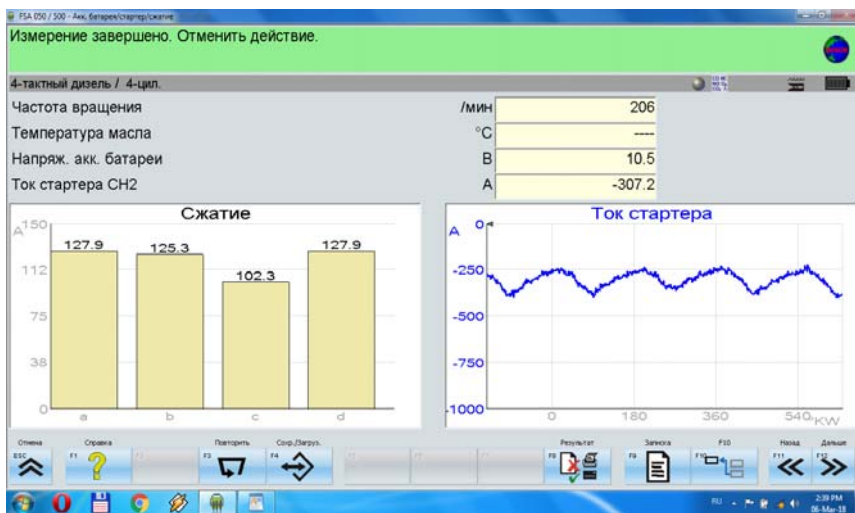 FSA 050 / 500 - Акк. батарея/стартер/сжатие
Измерение завершено. Отменить действие.
4-тактный дизель / 4-цил.
Частота вращения /мин 206
Температура масла °C ----
Напряж. акк. батареи В 10.5
Ток стартера CH2 А -307.2
Сжатие
A
150
112
75
38
0
127.9 125.3 102.3 127.9
a b c d
Ток стартера
A
0
-250
-500
-750
-1000
0 180 360 540 °KW
Отмена Справка Повторить Сохр./Загруз. Результат Записка F10 Назад Дальше
ESC F1 F3 F4 F8 F9 F10 F11 F12
RU 2:39 PM
06-Mar-18